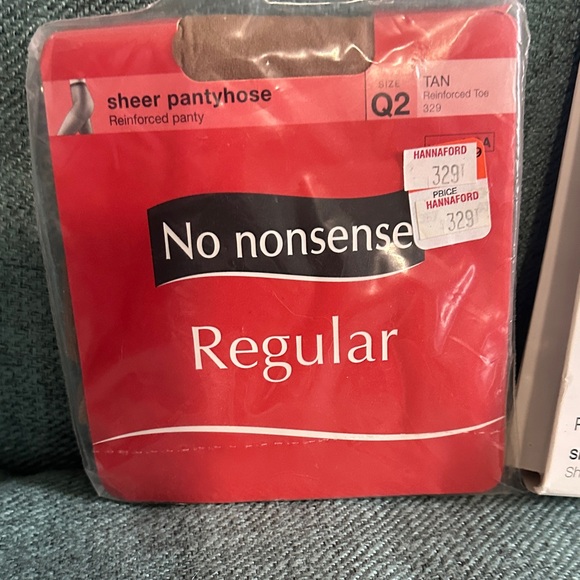 sheer pantyhose
Reinforced panty
SIZE
Q2
TAN
Reinforced Toe
329
HANNAFORD
329
PRICE
HANNAFORD
329
No nonsense
Regular